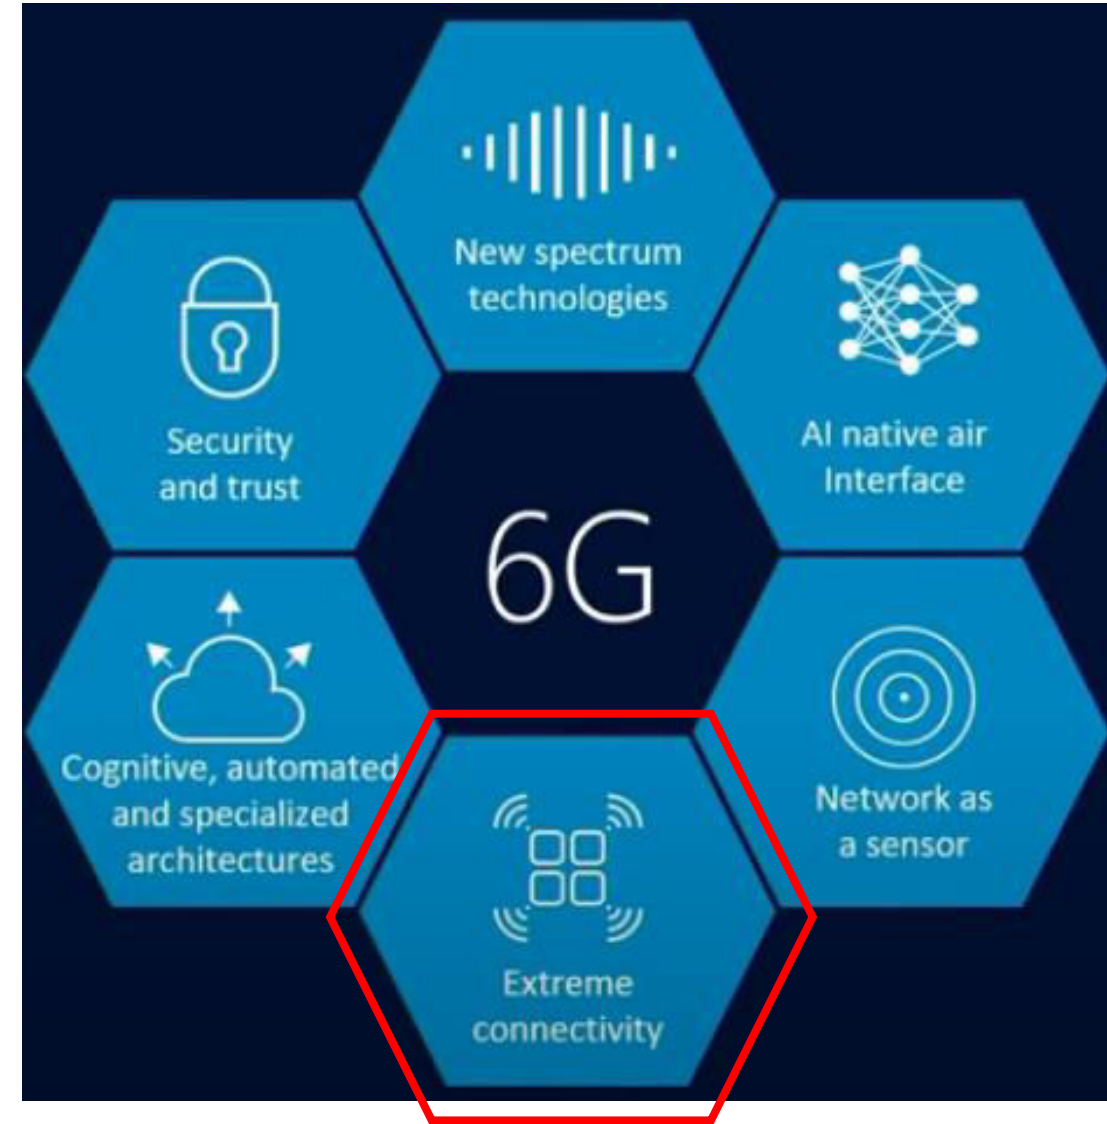 New spectrum
technologies
Security
and trust
AI native air
Interface
6G
Cognitive, automated
and specialized
architectures
Network as
a sensor
Extreme
connectivity